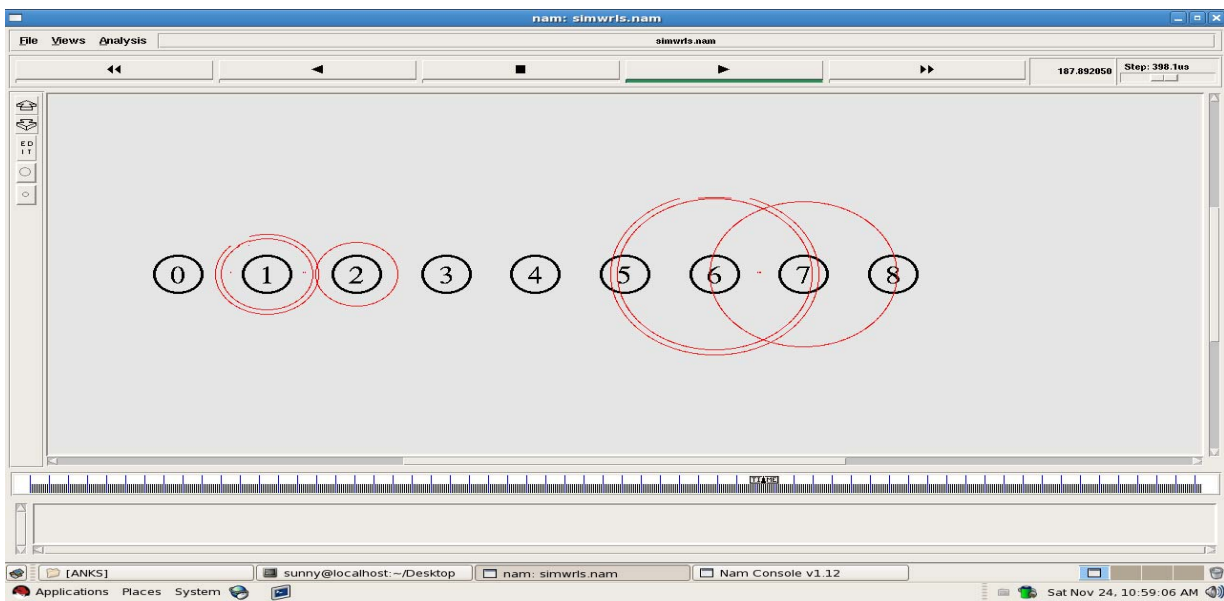 nam: simwrls.nam
File Views Analysis simwrls.nam
187.892050 Step: 398.1us
ED
IT
0 1 2 3 4 5 6 7 8
TIME
[ANKS] sunny@localhost:~/Desktop nam: simwrls.nam Nam Console v1.12
Applications Places System Sat Nov 24, 10:59:06 AM